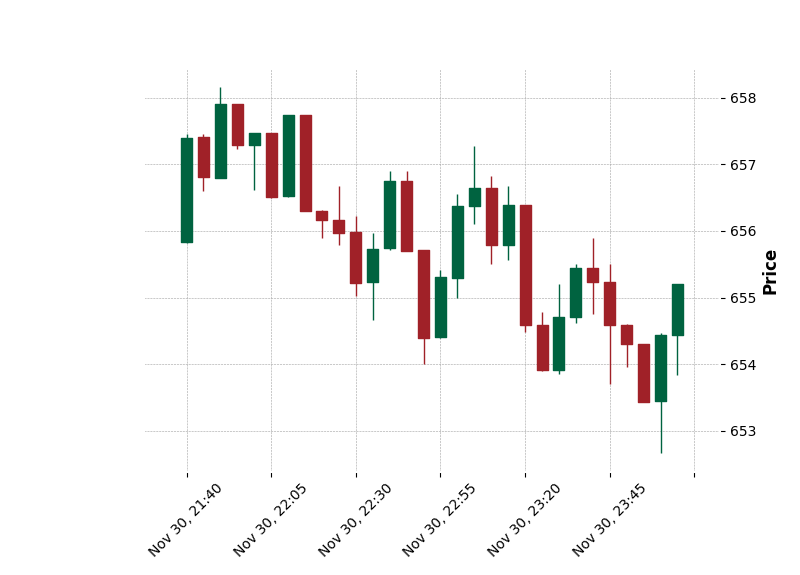 658
657
656
655
654
653
Price
Nov 30, 21:40
Nov 30, 22:05
Nov 30, 22:30
Nov 30, 22:55
Nov 30, 23:20
Nov 30, 23:45